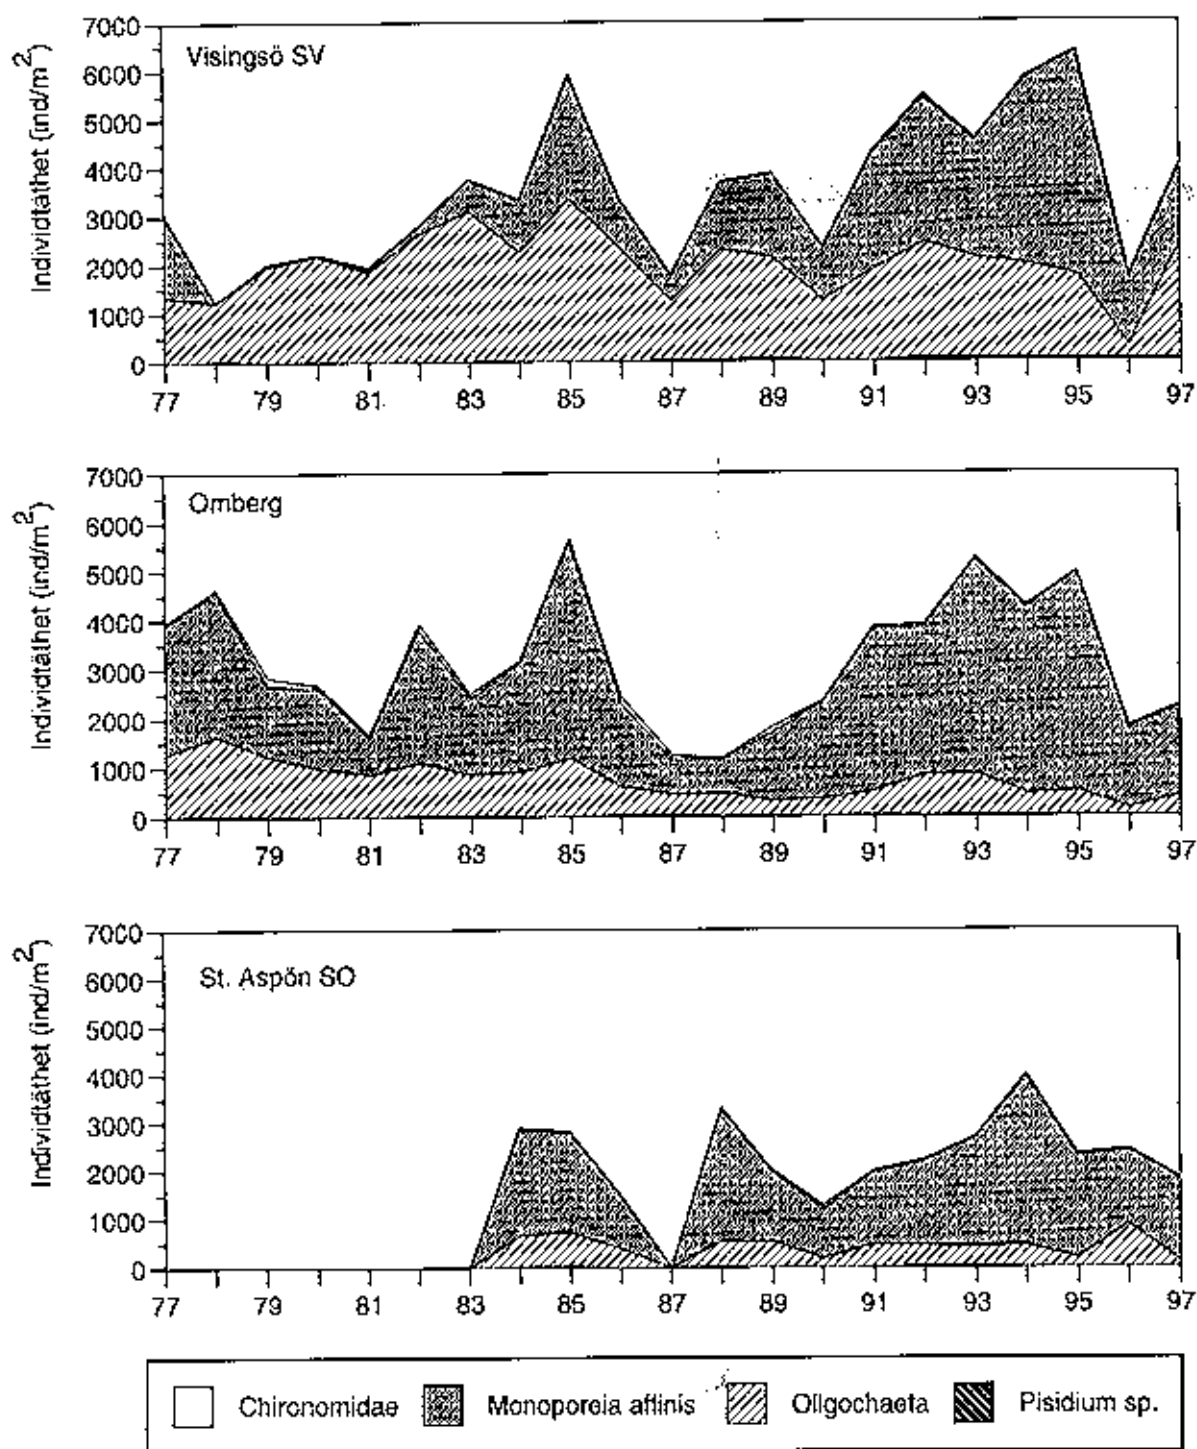 Visingsö SV
Individtäthet (ind/m²)
7000
6000
5000
4000
3000
2000
1000
0
77 79 81 83 85 87 89 91 93 95 97
Omberg
Individtäthet (ind/m²)
7000
6000
5000
4000
3000
2000
1000
0
77 79 81 83 85 87 89 91 93 95 97
St. Aspön SO
Individtäthet (ind/m²)
7000
6000
5000
4000
3000
2000
1000
0
77 79 81 83 85 87 89 91 93 95 97
Chironomidae Monoporeia affinis Oligochaeta Pisidium sp.